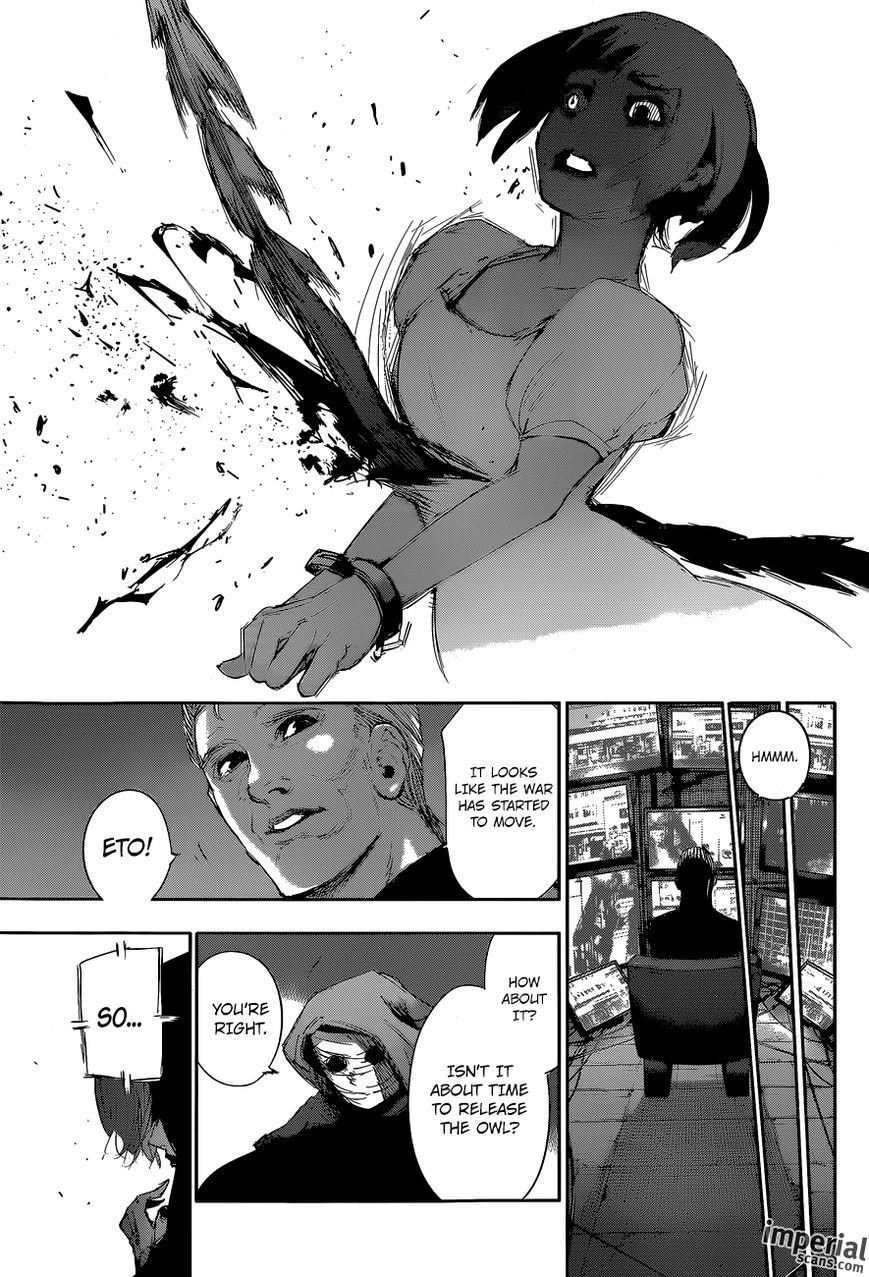 HMMM.
IT LOOKS
LIKE THE WAR
HAS STARTED
TO MOVE.
ETO!
HOW
ABOUT
IT?
ISN'T IT
ABOUT TIME
TO RELEASE
THE OWL?
YOU'RE
RIGHT.
SO...
imperial
scans.com